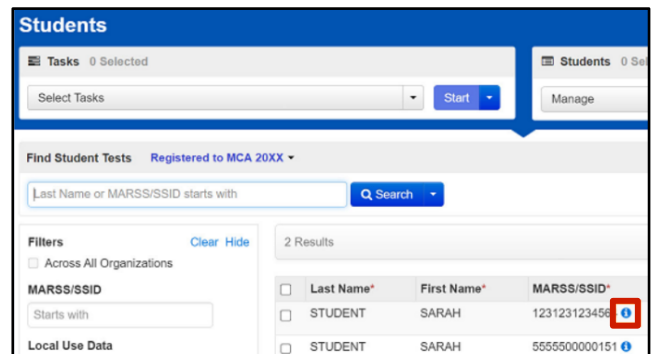 Students
Tasks 0 Selected
Students 0 Sel
Select Tasks
Start
Manage
Find Student Tests Registered to MCA 20XX
Last Name or MARSS/SSID starts with
Search
Filters Clear Hide
2 Results
Across All Organizations
MARSS/SSID
Last Name* First Name* MARSS/SSID*
Starts with
STUDENT SARAH
Local Use Data
STUDENT SARAH 5555500000151